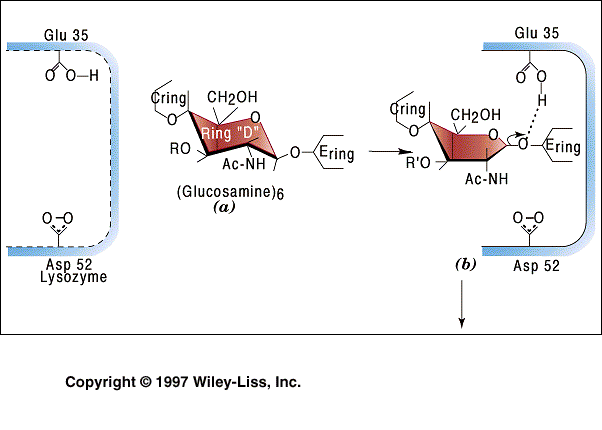 Glu 35
O
O—H
Cring
CH2OH
O
O
Ring "D"
RO
Ac-NH
O
Ering
(Glucosamine)6
(a)
O—O
Asp 52
Lysozyme
Glu 35
O
O
H
Cring
CH2OH
O
O
O
Ering
R'O
Ac-NH
O—O
(b)
Asp 52
Copyright © 1997 Wiley-Liss, Inc.